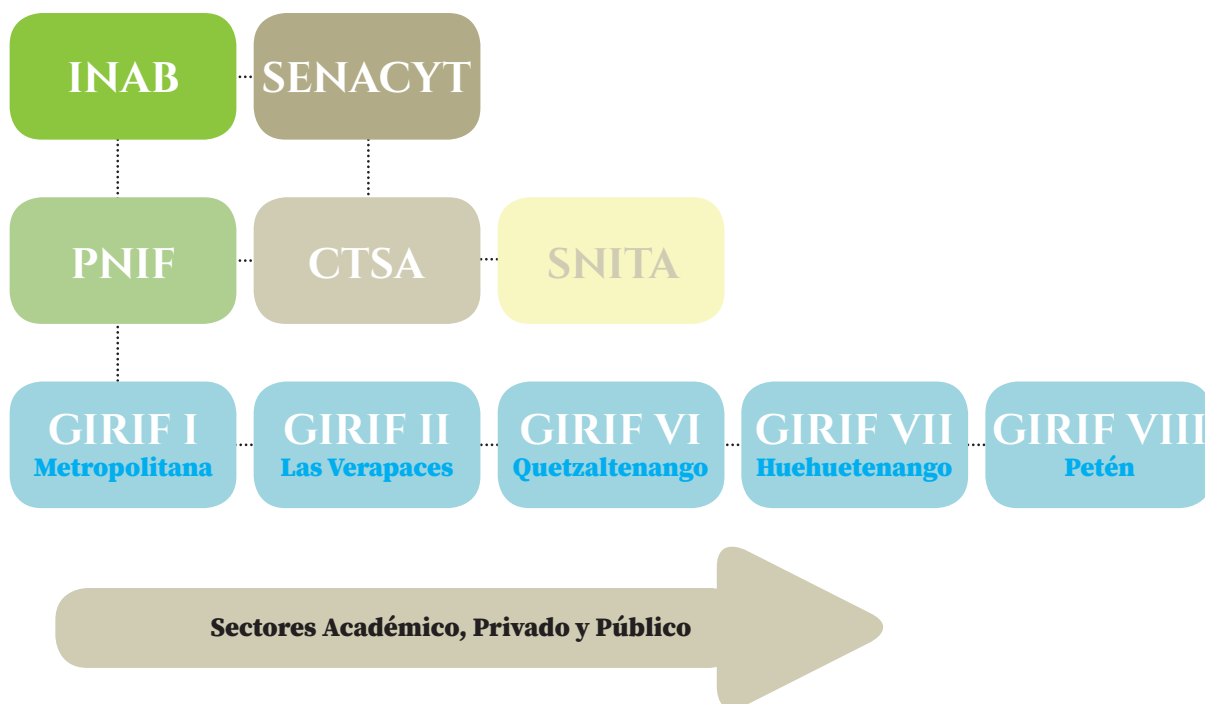 INAB
SENACYT
PNIF
CTSA
SNITA
GIRIF I
Metropolitana
GIRIF II
Las Verapaces
GIRIF VI
Quetzaltenango
GIRIF VII
Huehuetenango
GIRIF VIII
Petén
Sectores Académico, Privado y Público